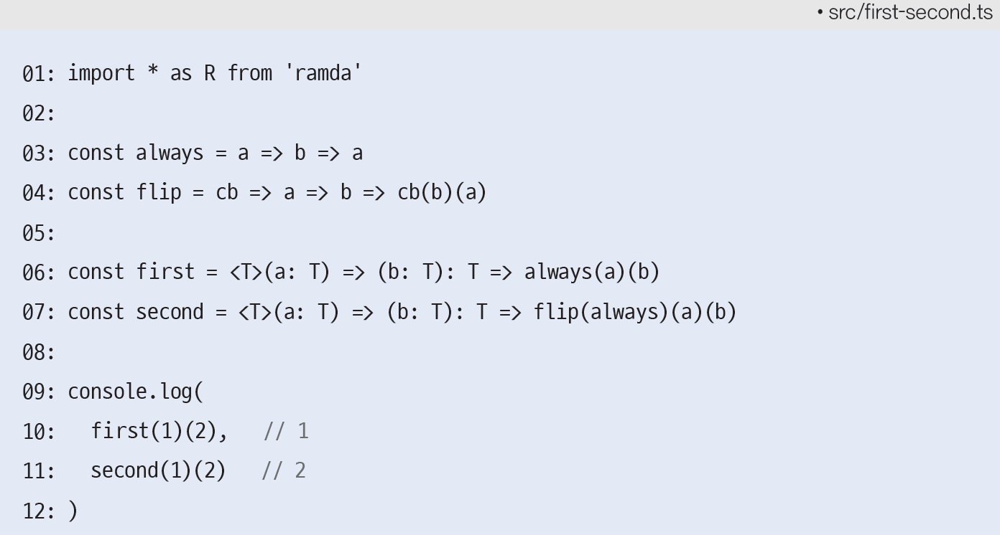 • src/first-second.ts
01: import * as R from 'ramda'
02:
03: const always = a => b => a
04: const flip = cb => a => b => cb(b)(a)
05:
06: const first = <T>(a: T) => (b: T): T => always(a)(b)
07: const second = <T>(a: T) => (b: T): T => flip(always)(a)(b)
08:
09: console.log(
10:   first(1)(2),   // 1
11:   second(1)(2)   // 2
12: )